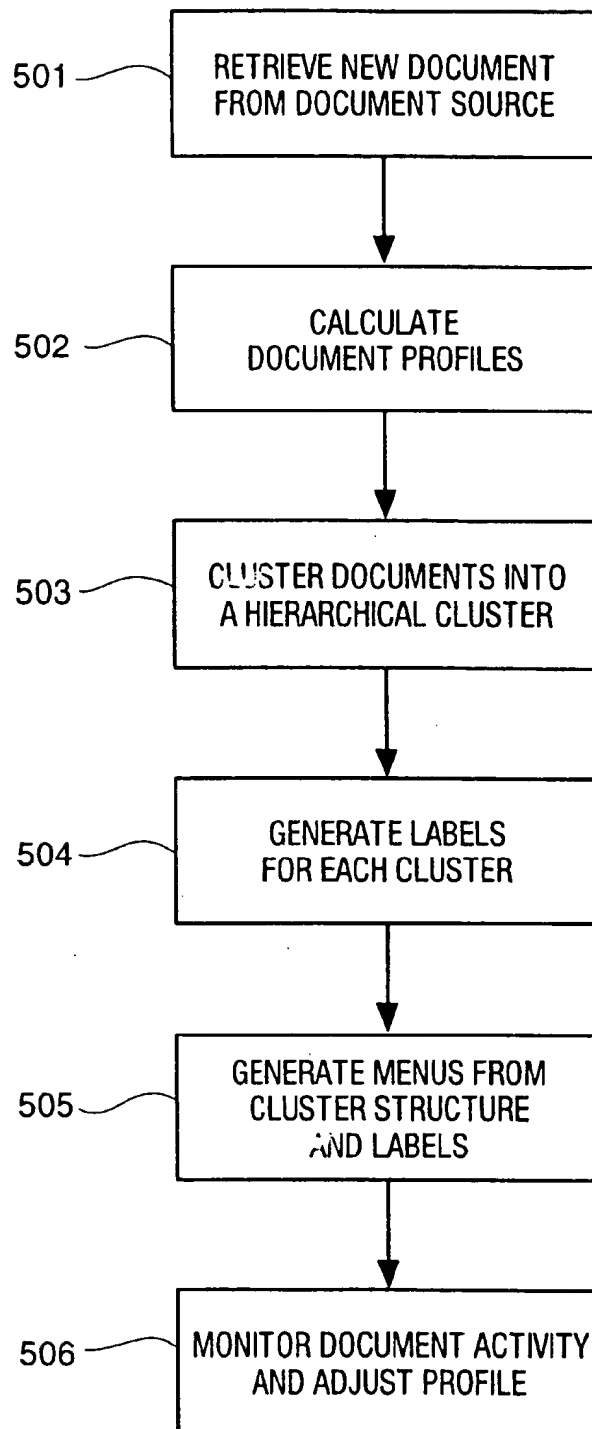 501
RETRIEVE NEW DOCUMENT
FROM DOCUMENT SOURCE
502
CALCULATE
DOCUMENT PROFILES
503
CLUSTER DOCUMENTS INTO
A HIERARCHICAL CLUSTER
504
GENERATE LABELS
FOR EACH CLUSTER
505
GENERATE MENUS FROM
CLUSTER STRUCTURE
AND LABELS
506
MONITOR DOCUMENT ACTIVITY
AND ADJUST PROFILE